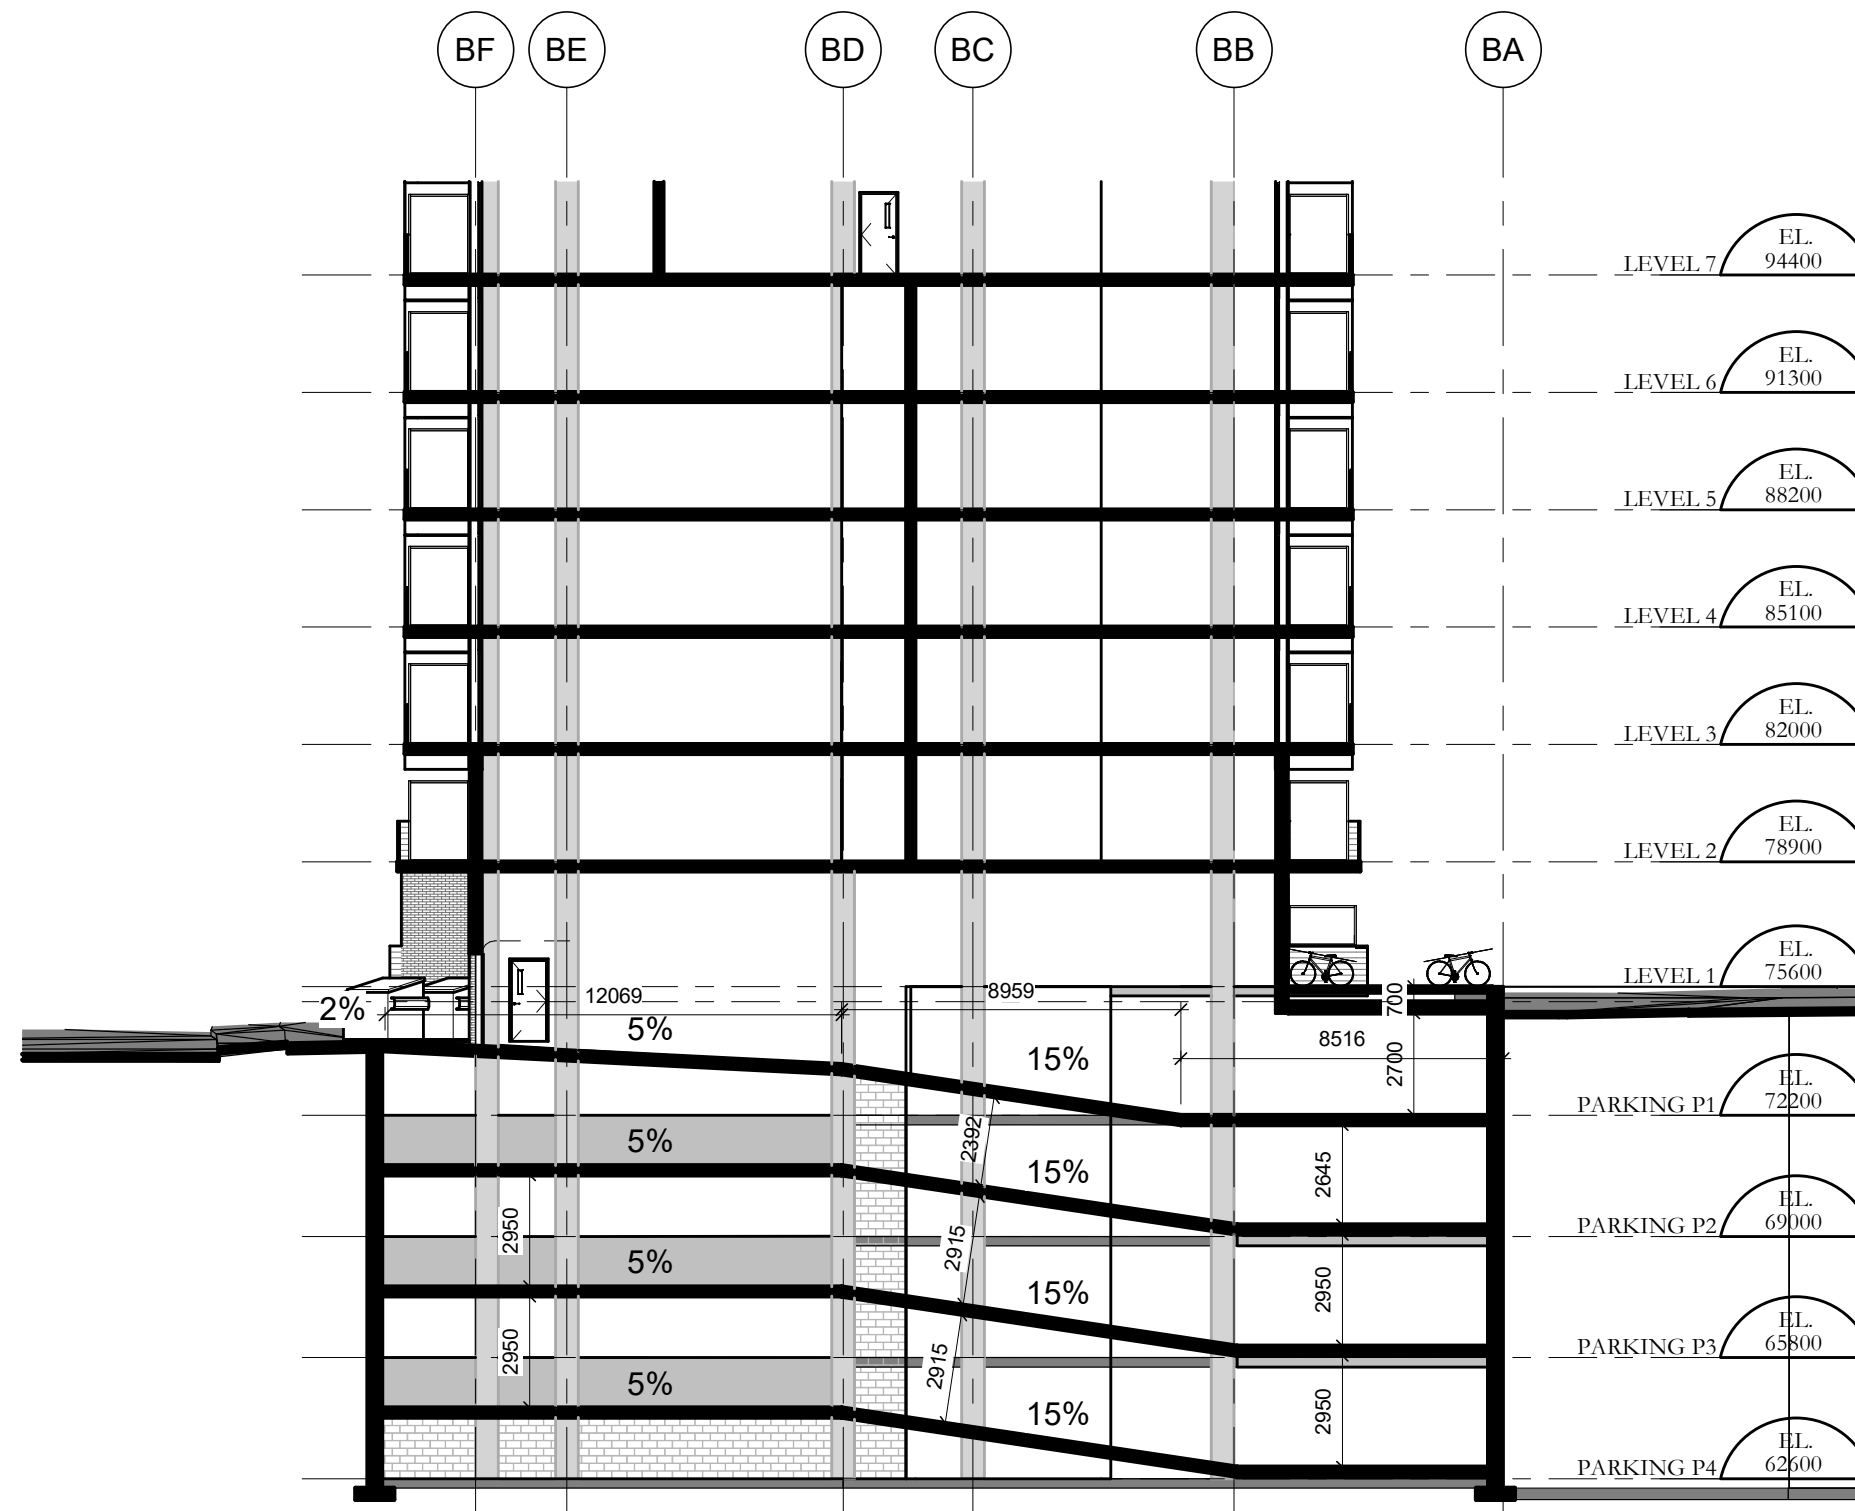 BF BE BD BC BB BA
EL.
LEVEL 7 94400
EL.
LEVEL 6 91300
EL.
LEVEL 5 88200
EL.
LEVEL 4 85100
EL.
LEVEL 3 82000
EL.
LEVEL 2 78900
EL.
LEVEL 1 75600
2% 12069 8959 700
5% 15% 8516 2700
EL.
PARKING P1 72200
5% 2392 15% 2645
EL.
PARKING P2 69000
2950 5% 2915 15% 2950
EL.
PARKING P3 65800
2950 5% 2915 15% 2950
EL.
PARKING P4 62600